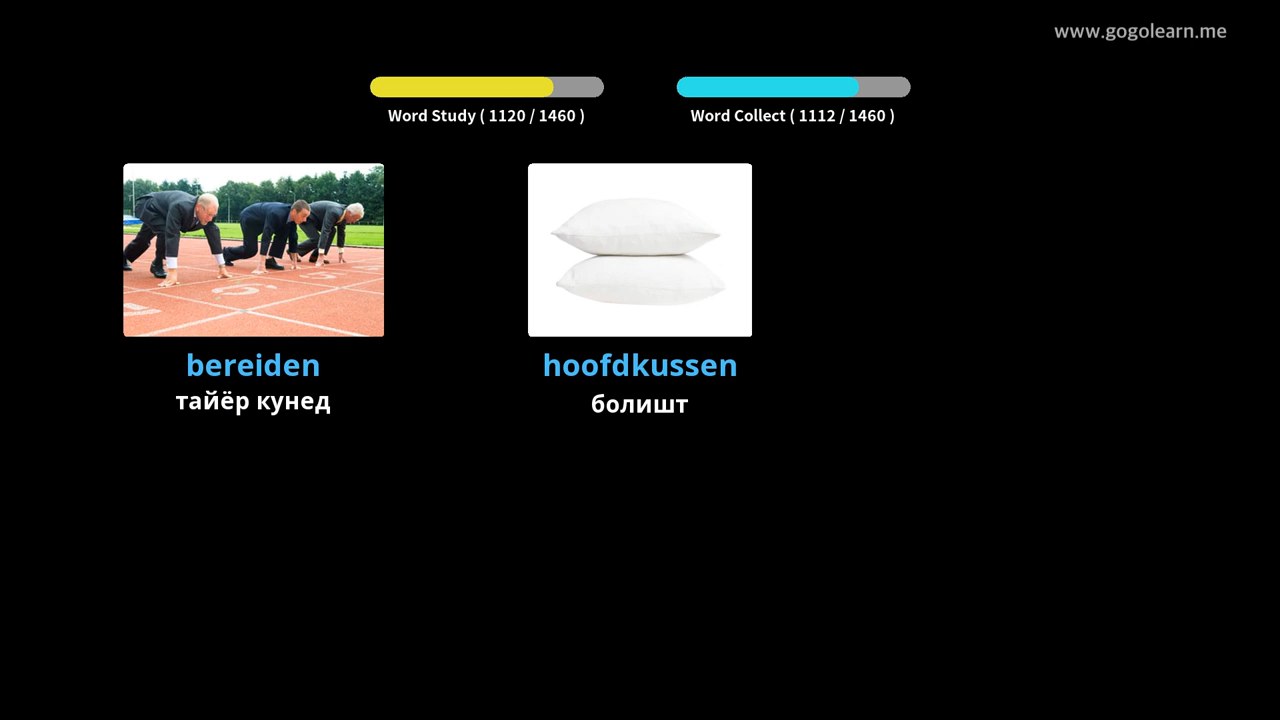 www.gogolearn.me
Word Study ( 1120 / 1460 )
Word Collect ( 1112 / 1460 )
bereiden
тайёр кунед
hoofdkussen
болишт